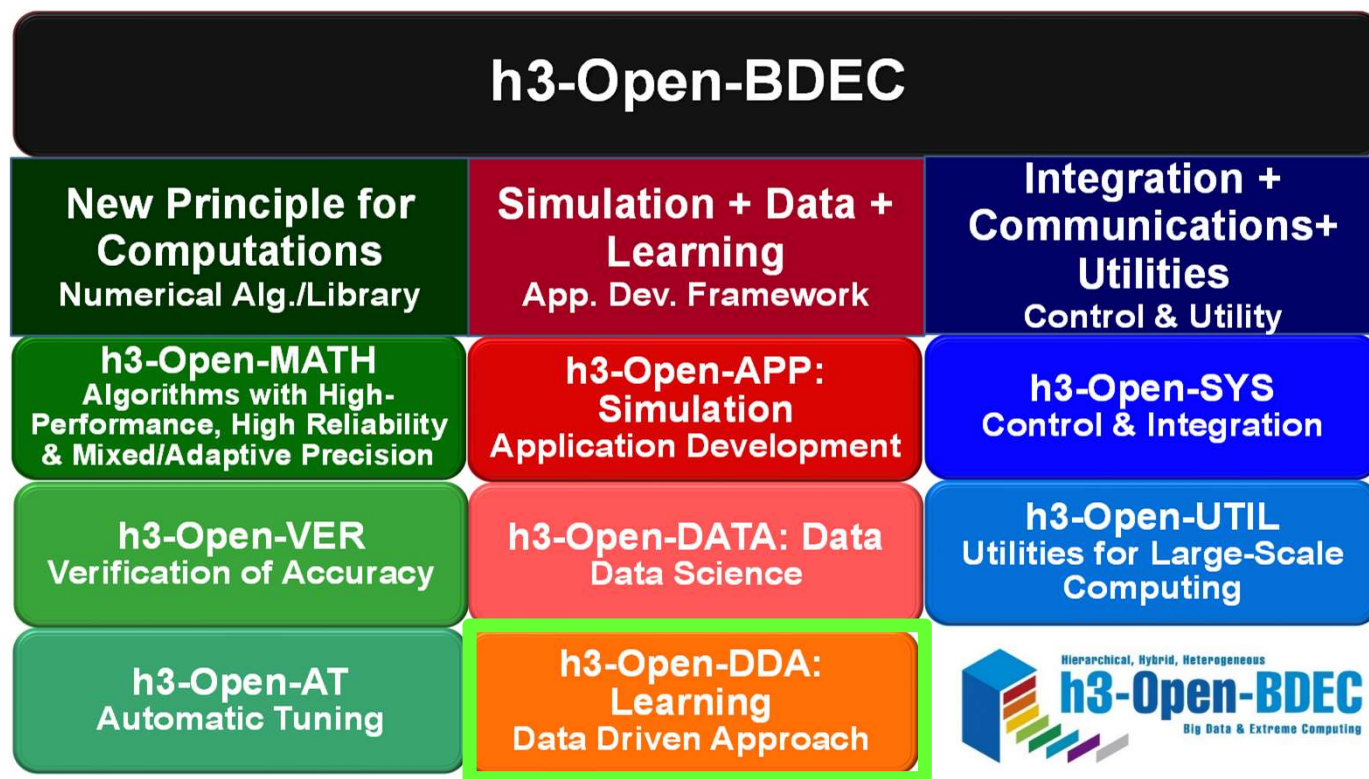 h3-Open-BDEC
New Principle for
Computations
Numerical Alg./Library
Simulation + Data +
Learning
App. Dev. Framework
Integration +
Communications+
Utilities
Control & Utility
h3-Open-MATH
Algorithms with High-
Performance, High Reliability
& Mixed/Adaptive Precision
h3-Open-APP:
Simulation
Application Development
h3-Open-SYS
Control & Integration
h3-Open-VER
Verification of Accuracy
h3-Open-DATA: Data
Data Science
h3-Open-UTIL
Utilities for Large-Scale
Computing
h3-Open-AT
Automatic Tuning
h3-Open-DDA:
Learning
Data Driven Approach
Hierarchical, Hybrid, Heterogeneous
h3-Open-BDEC
Big Data & Extreme Computing